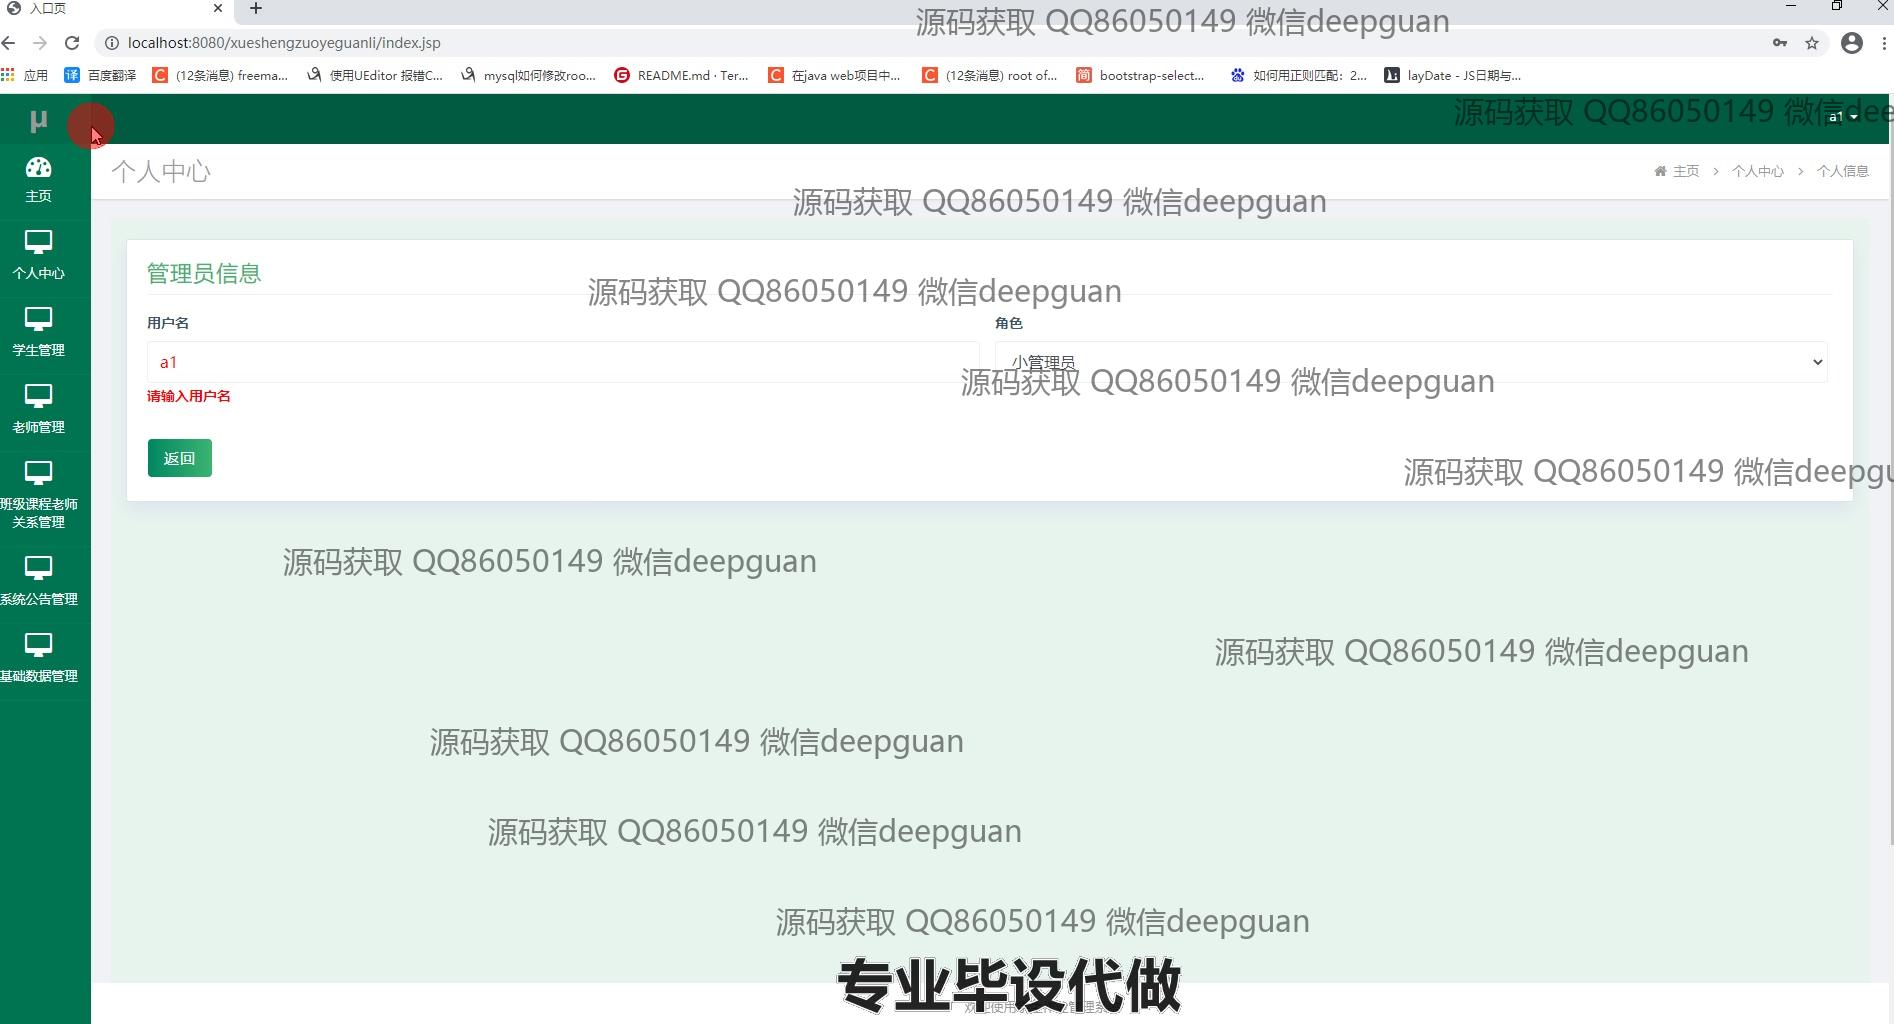 入口页
源码获取 QQ86050149 微信deepguan
localhost:8080/xueshengzuoyeguanli/index.jsp
应用
百度翻译
(12条消息) freema...
使用UEditor 报错C...
mysql如何修改roo...
README.md · Ter...
在java web项目中...
(12条消息) root of...
bootstrap-select...
如何用正则匹配：2...
layDate - JS日期与...
µ
源码获取 QQ86050149 微信dee
a1
主页
个人中心
学生管理
老师管理
班级课程老师
关系管理
系统公告管理
基础数据管理
个人中心
主页 > 个人中心 > 个人信息
源码获取 QQ86050149 微信deepguan
管理员信息
源码获取 QQ86050149 微信deepguan
用户名
角色
a1
小管理员
源码获取 QQ86050149 微信deepguan
请输入用户名
返回
源码获取 QQ86050149 微信deepgu
源码获取 QQ86050149 微信deepguan
源码获取 QQ86050149 微信deepguan
源码获取 QQ86050149 微信deepguan
源码获取 QQ86050149 微信deepguan
源码获取 QQ86050149 微信deepguan
专业毕设代做